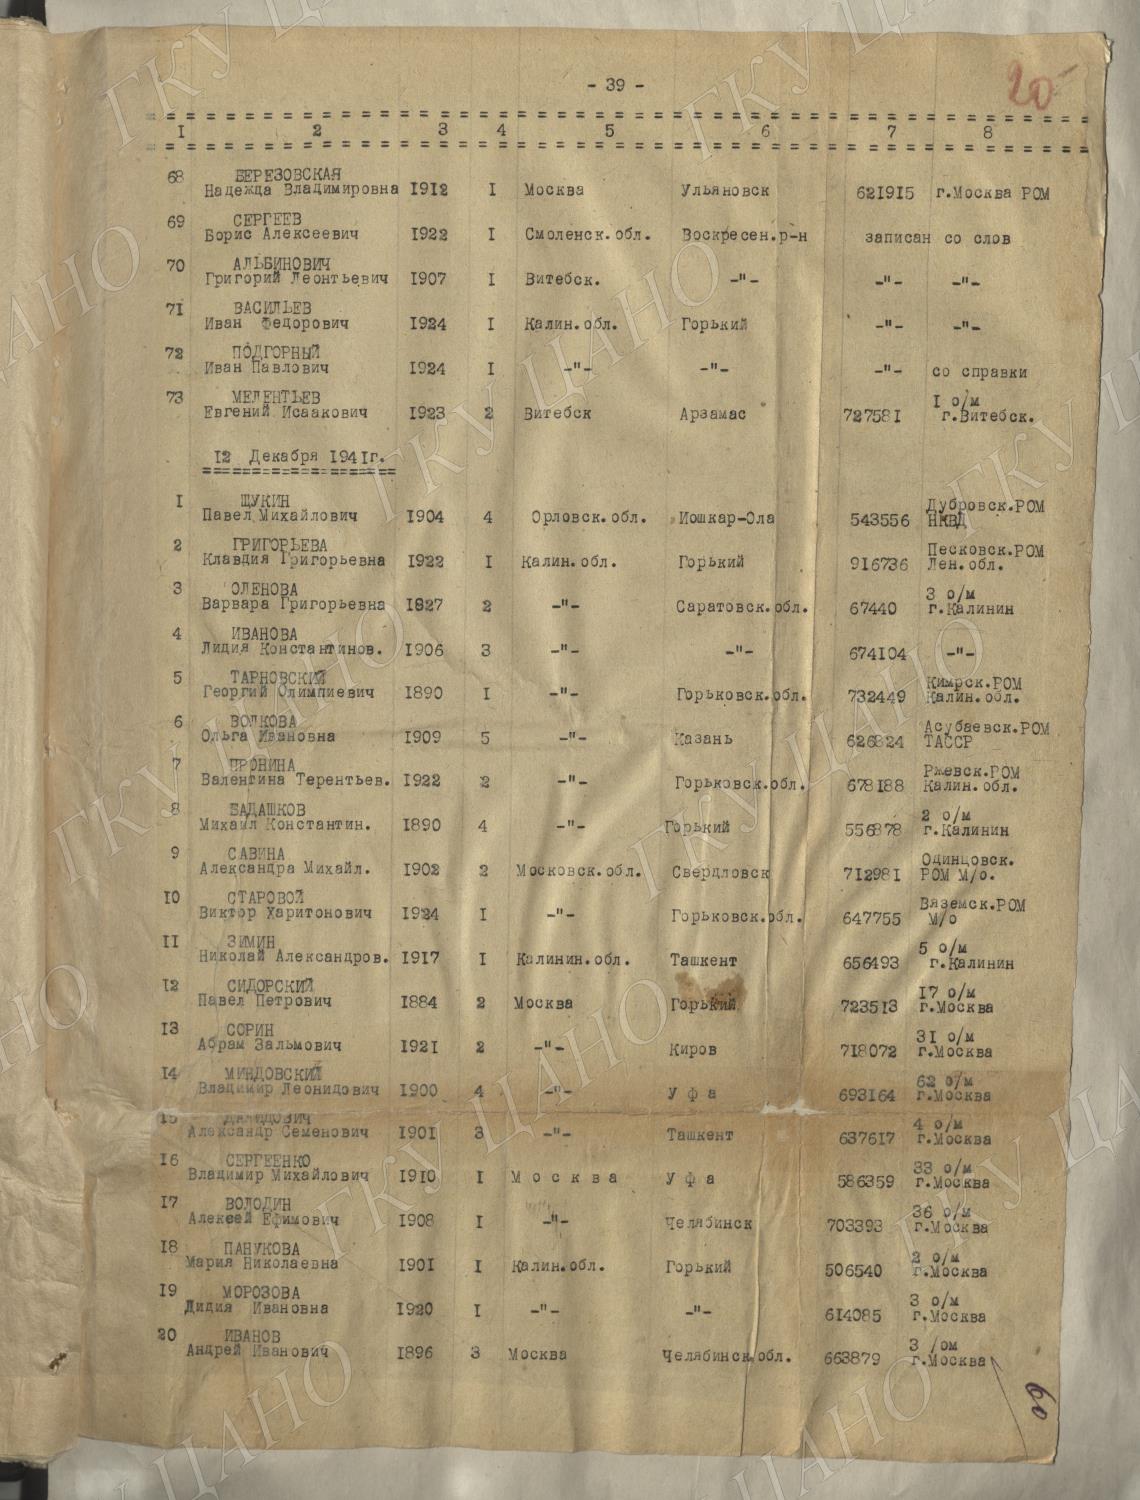 - 39 -
20
I 2 3 4 5 6 7 8
68 БЕРЕЗОВСКАЯ
Надежда Владимировна 1912 I Москва Ульяновск 621915 г.Москва РОМ
69 СЕРГЕЕВ
Борис Алексеевич 1922 I Смоленск.обл. Воскресен.р-н записан со слов
70 АЛЬБИНОВИЧ
Григорий Леонтьевич 1907 I Витебск. -"- -"- -"-
71 ВАСИЛЬЕВ
Иван Федорович 1924 I Калин.обл. Горький -"- -"-
72 ПОДГОРНЫЙ
Иван Павлович 1924 I -"- -"- -"- со справки
73 МЕЛЕНТЬЕВ I о/м
Евгений Исаакович 1923 2 Витебск Арзамас 727581 г.Витебск.
12 Декабря 1941г.
I ЩУКИН Дубровск.РОМ
Павел Михайлович 1904 4 Орловск.обл. Иошкар-Ола 543556 НКВД
2 ГРИГОРЬЕВА Песковск.РОМ
Клавдия Григорьевна 1922 I Калин.обл. Горький 916736 Лен.обл.
3 ОЛЕНОВА 3 о/м
Варвара Григорьевна 1827 2 -"- Саратовск.обл. 67440 г.Калинин
4 ИВАНОВА
Лидия Константинов. 1906 3 -"- -"- 674104 -"-
5 ТАРНОВСКИЙ Кимрск.РОМ
Георгий Олимпиевич 1890 I -"- Горьковск.обл. 732449 Калин.обл.
6 ВОЛКОВА Асубаевск.РОМ
Ольга Ивановна 1909 5 -"- Казань 626824 ТАССР
7 ПРОНИНА Ржевск.РОМ
Валентина Терентьев. 1922 2 -"- Горьковск.обл. 678188 Калин.обл.
8 БАДАШКОВ 2 о/м
Михаил Константин. 1890 4 -"- Горький 556878 г.Калинин
9 САВИНА Одинцовск.
Александра Михайл. 1902 2 Московск.обл. Свердловск 712981 РОМ М/о.
10 СТАРОВОЙ Вяземск.РОМ
Виктор Харитонович 1924 I -"- Горьковск.обл. 647755 М/о
II ЗИМИН 5 о/м
Николай Александров. 1917 I Калинин.обл. Ташкент 656493 г.Калинин
12 СИДОРСКИЙ 17 о/м
Павел Петрович 1884 2 Москва Горький 723513 г.Москва
13 СОРИН 31 о/м
Абрам Зальмович 1921 2 -"- Киров 718072 г.Москва
14 МИНДОВСКИЙ 62 о/м
Владимир Леонидович 1900 4 -"- У ф а 693164 г.Москва
15 ДАВИДОВИЧ 4 о/м
Александр Семенович 1901 3 -"- Ташкент 637617 г.Москва
16 СЕРГЕЕНКО 33 о/м
Владимир Михайлович 1910 I М о с к в а У ф а 586359 г.Москва
17 ВОЛОДИН 36 о/м
Алексей Ефимович 1908 I -"- Челябинск 703393 г.Москва
18 ПАНУКОВА 2 о/м
Мария Николаевна 1901 I Калин.обл. Горький 506540 г.Москва
19 МОРОЗОВА 3 о/м
Лидия Ивановна 1920 I -"- -"- 614085 г.Москва
20 ИВАНОВ 3 /ом
Андрей Иванович 1896 3 Москва Челябинск.обл. 663879 г.Москва
60
ГКУ ЦАНО